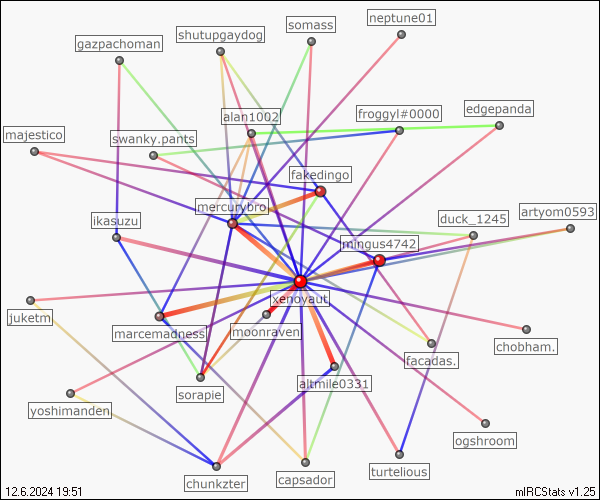 neptune01
somass
shutupgaydog
gazpachoman
edgepanda
froggyl#0000
alan1002
swanky.pants
majestico
fakedingo
mercurybro
artyom0593
duck_1245
ikasuzu
mingus4742
xenoyaut
juketm
marcemadness
moonraven
chobham.
facadas.
altmile0331
sorapie
yoshimanden
ogshroom
turtelious
capsador
chunkzter
12.6.2024 19:51
mIRCStats v1.25